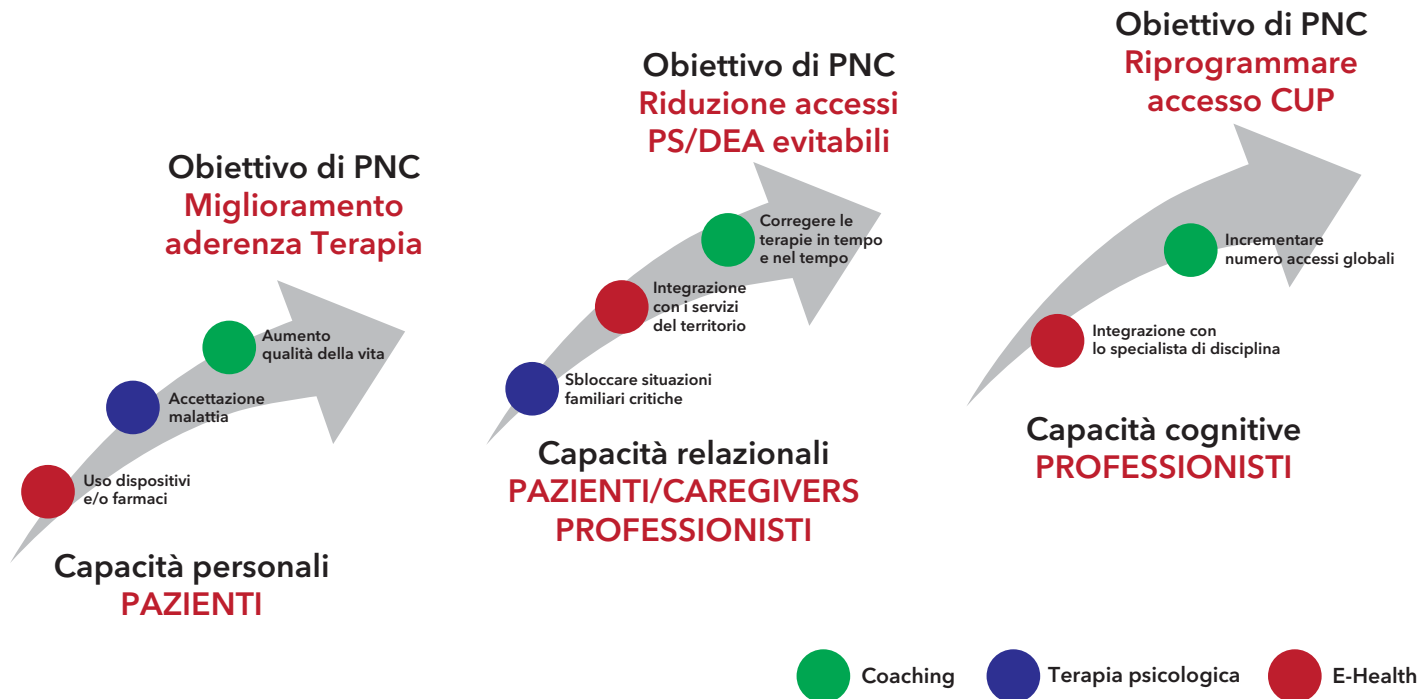 Obiettivo di PNC
Miglioramento
aderenza Terapia
Aumento
qualità della vita
Accettazione
malattia
Uso dispositivi
e/o farmaci
Capacità personali
PAZIENTI
Obiettivo di PNC
Riduzione accessi
PS/DEA evitabili
Corregere le
terapie in tempo
e nel tempo
Integrazione
con i servizi
del territorio
Sbloccare situazioni
familiari critiche
Capacità relazionali
PAZIENTI/CAREGIVERS
PROFESSIONISTI
Obiettivo di PNC
Riprogrammare
accesso CUP
Incrementare
numero accessi globali
Integrazione con
lo specialista di disciplina
Capacità cognitive
PROFESSIONISTI
Coaching
Terapia psicologica
E-Health